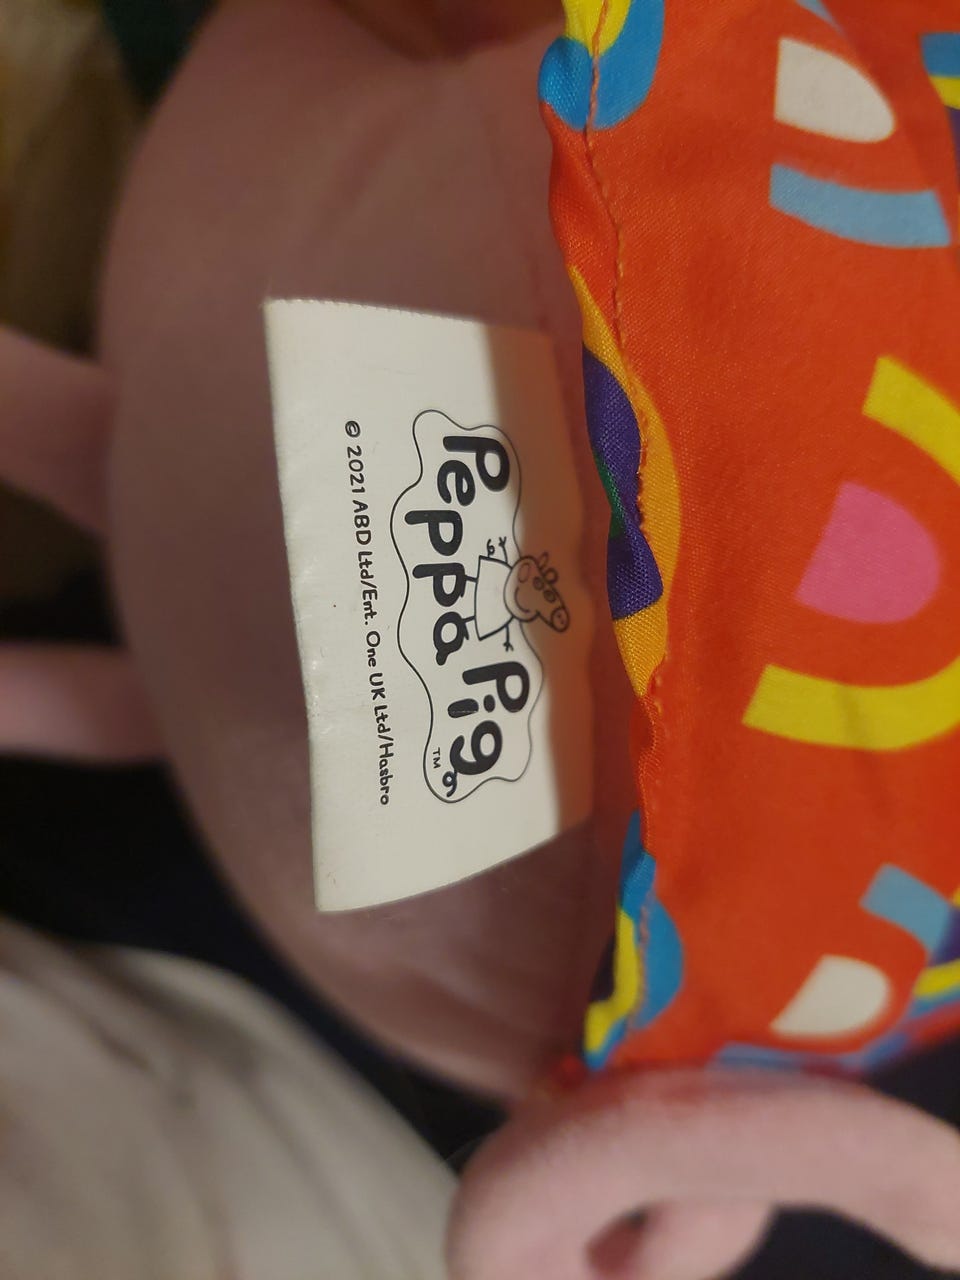 Peppa Pig
TM
© 2021 ABD Ltd/Ent. One UK Ltd/Hasbro